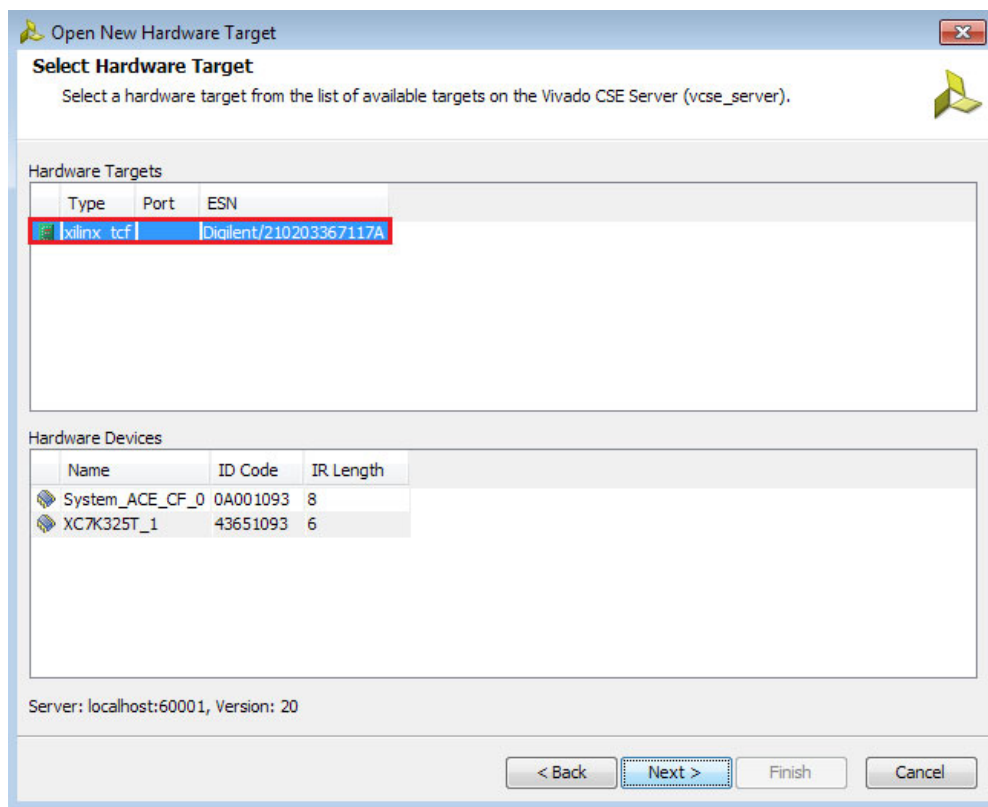 Open New Hardware Target
Select Hardware Target
Select a hardware target from the list of available targets on the Vivado CSE Server (vcse_server).
Hardware Targets
Type Port ESN
xilinx_tcf Digilent/210203367117A
Hardware Devices
Name ID Code IR Length
System_ACE_CF_0 0A001093 8
XC7K325T_1 43651093 6
Server: localhost:60001, Version: 20
< Back Next > Finish Cancel